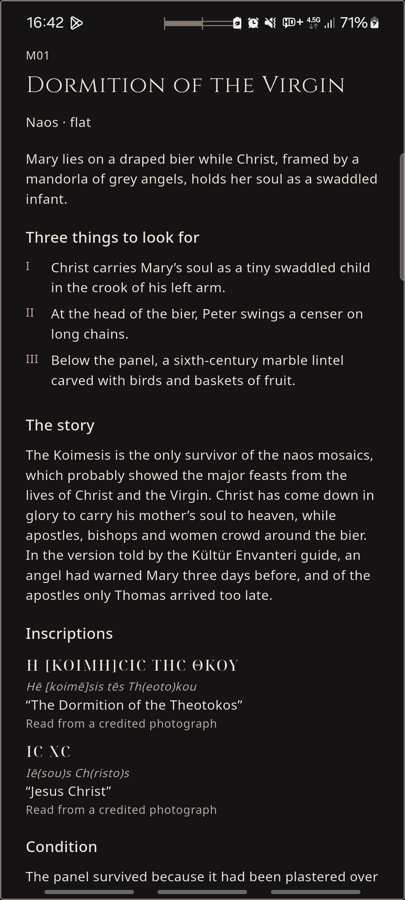 16:42
HD+ 4.5G 71%
M01
Dormition of the Virgin
Naos · flat
Mary lies on a draped bier while Christ, framed by a
mandorla of grey angels, holds her soul as a swaddled
infant.
Three things to look for
I Christ carries Mary’s soul as a tiny swaddled child
in the crook of his left arm.
II At the head of the bier, Peter swings a censer on
long chains.
III Below the panel, a sixth-century marble lintel
carved with birds and baskets of fruit.
The story
The Koimesis is the only survivor of the naos mosaics,
which probably showed the major feasts from the
lives of Christ and the Virgin. Christ has come down in
glory to carry his mother’s soul to heaven, while
apostles, bishops and women crowd around the bier.
In the version told by the Kültür Envanteri guide, an
angel had warned Mary three days before, and of the
apostles only Thomas arrived too late.
Inscriptions
Η [ΚΟΙΜΗ]CΙC ΤΗC ΘΚΟΥ
Hē [koimē]sis tēs Th(eoto)kou
“The Dormition of the Theotokos”
Read from a credited photograph
ΙC ΧC
Iē(sou)s Ch(risto)s
“Jesus Christ”
Read from a credited photograph
Condition
The panel survived because it had been plastered over